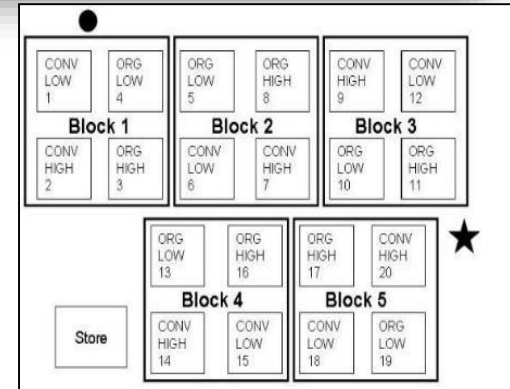 CONV LOW 1
ORG LOW 4
ORG LOW 5
ORG HIGH 8
CONV HIGH 9
CONV LOW 12
Block 1
Block 2
Block 3
CONV HIGH 2
ORG HIGH 3
CONV LOW 6
CONV HIGH 7
ORG LOW 10
ORG HIGH 11
ORG LOW 13
ORG HIGH 16
ORG HIGH 17
CONV HIGH 20
Block 4
Block 5
Store
CONV HIGH 14
CONV LOW 15
CONV LOW 18
ORG LOW 19